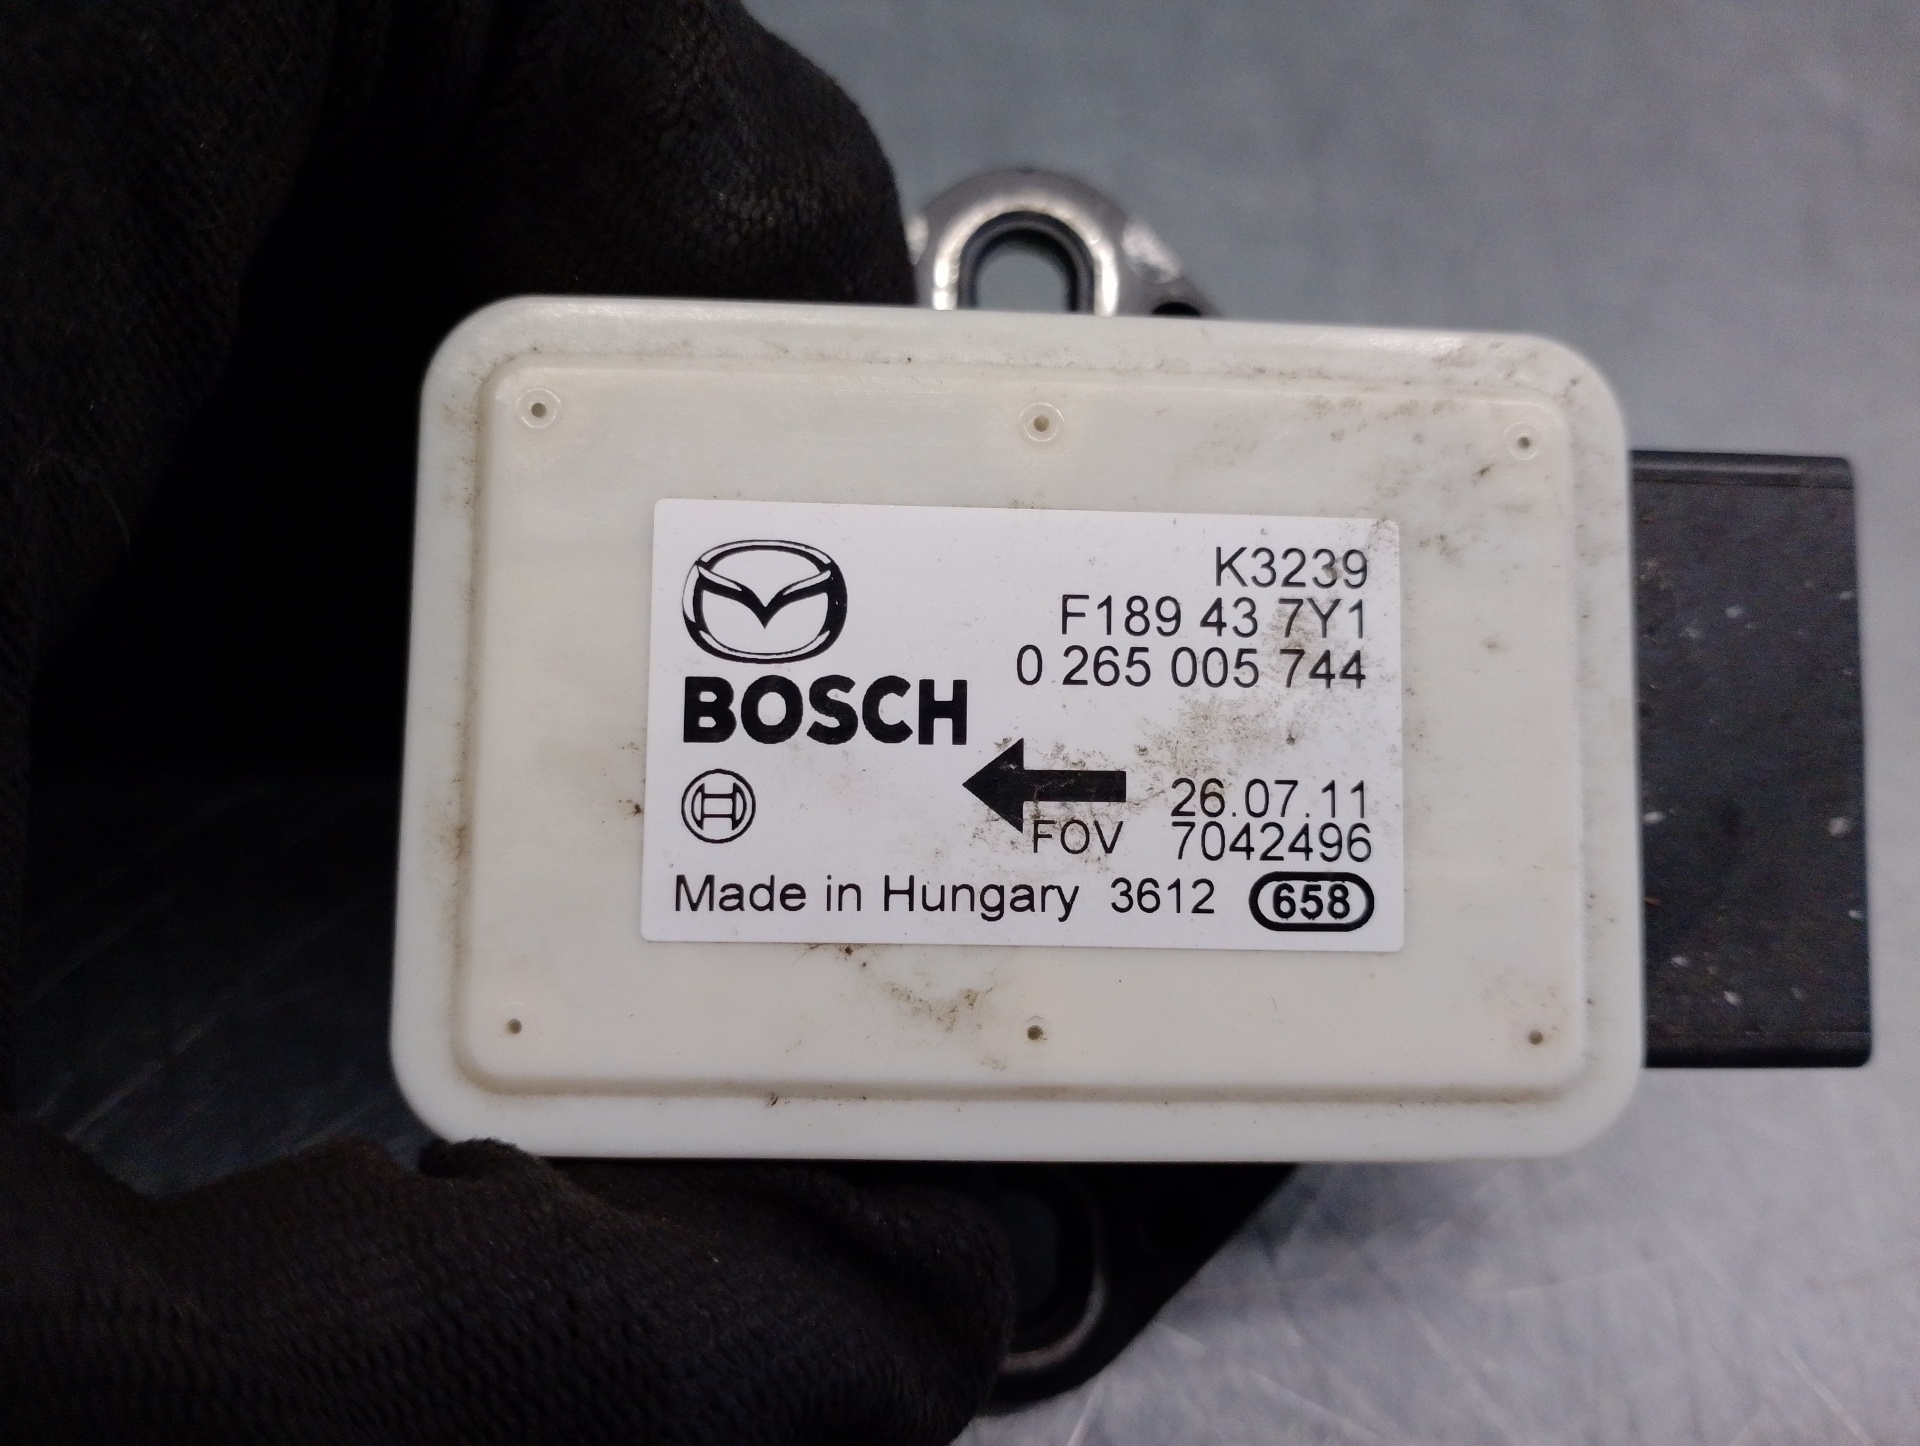 K3239
F189 43 7Y1
0 265 005 744
BOSCH
26.07.11
FOV 7042496
Made in Hungary 3612 658